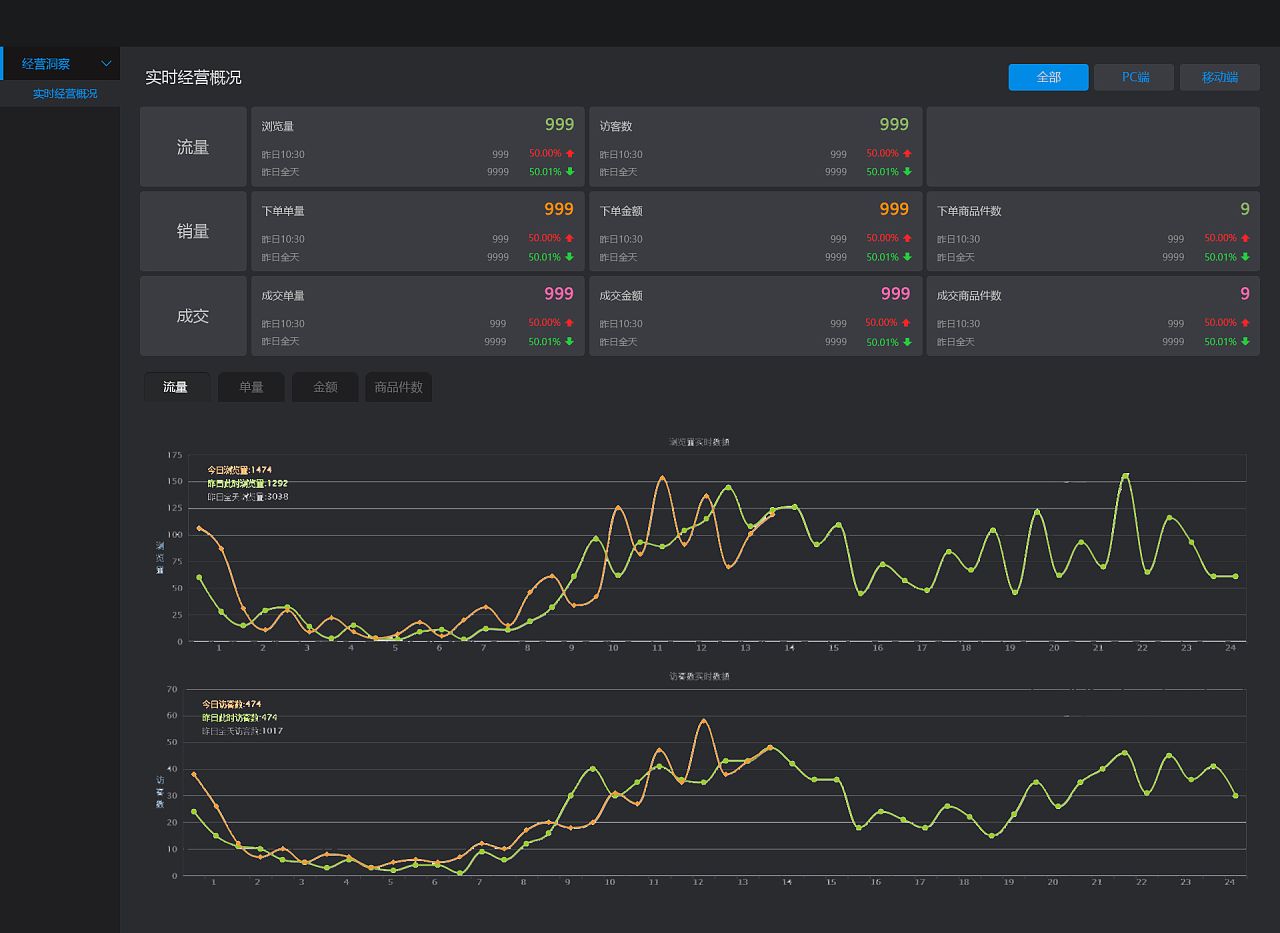 经营洞察
实时经营概况
实时经营概况
全部 PC端 移动端
流量
浏览量 999
昨日10:30 999 50.00%
昨日全天 9999 50.01%
访客数 999
昨日10:30 999 50.00%
昨日全天 9999 50.01%
销量
下单单量 999
昨日10:30 999 50.00%
昨日全天 9999 50.01%
下单金额 999
昨日10:30 999 50.00%
昨日全天 9999 50.01%
下单商品件数 9
昨日10:30 999 50.00%
昨日全天 9999 50.01%
成交
成交单量 999
昨日10:30 999 50.00%
昨日全天 9999 50.01%
成交金额 999
昨日10:30 999 50.00%
昨日全天 9999 50.01%
成交商品件数 9
昨日10:30 999 50.00%
昨日全天 9999 50.01%
流量 单量 金额 商品件数
浏览量实时数据
今日浏览量:1474
昨日此时浏览量:1292
昨日全天浏览量:3038
浏览量
175
150
125
100
75
50
25
0
1 2 3 4 5 6 7 8 9 10 11 12 13 14 15 16 17 18 19 20 21 22 23 24
访客数实时数据
今日访客数:474
昨日此时访客数:474
昨日全天访客数:1017
访客数
70
60
50
40
30
20
10
0
1 2 3 4 5 6 7 8 9 10 11 12 13 14 15 16 17 18 19 20 21 22 23 24